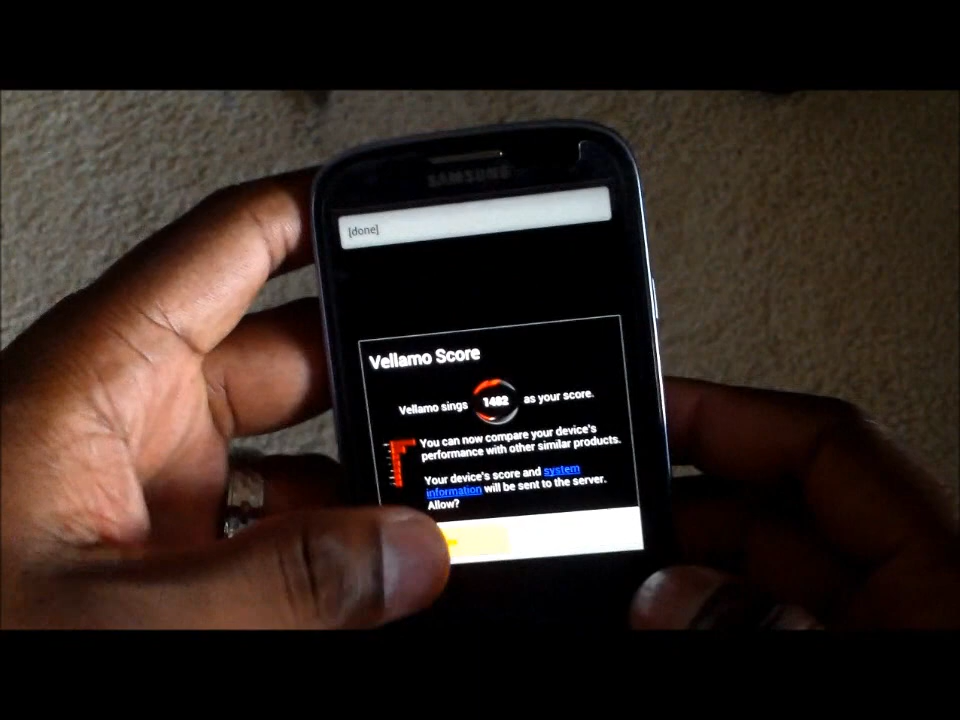 SAMSUNG
[done]
Vellamo Score
Vellamo sings 1482 as your score.
You can now compare your device's
performance with other similar products.
Your device's score and system
information will be sent to the server.
Allow?